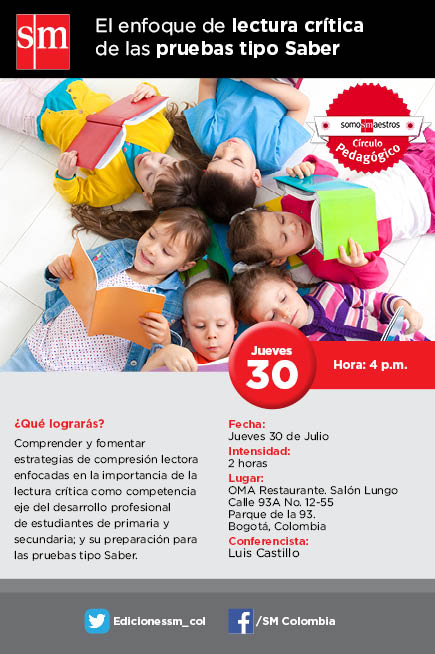 sm
El enfoque de lectura crítica
de las pruebas tipo Saber
somosmaestros
Círculo
Pedagógico
Jueves
30
Hora: 4 p.m.
¿Qué lograrás?
Comprender y fomentar
estrategias de compresión lectora
enfocadas en la importancia de la
lectura crítica como competencia
eje del desarrollo profesional
de estudiantes de primaria y
secundaria; y su preparación para
las pruebas tipo Saber.
Fecha:
Jueves 30 de Julio
Intensidad:
2 horas
Lugar:
OMA Restaurante. Salón Lungo
Calle 93A No. 12-55
Parque de la 93.
Bogotá, Colombia
Conferencista:
Luis Castillo
Edicionessm_col
/SM Colombia